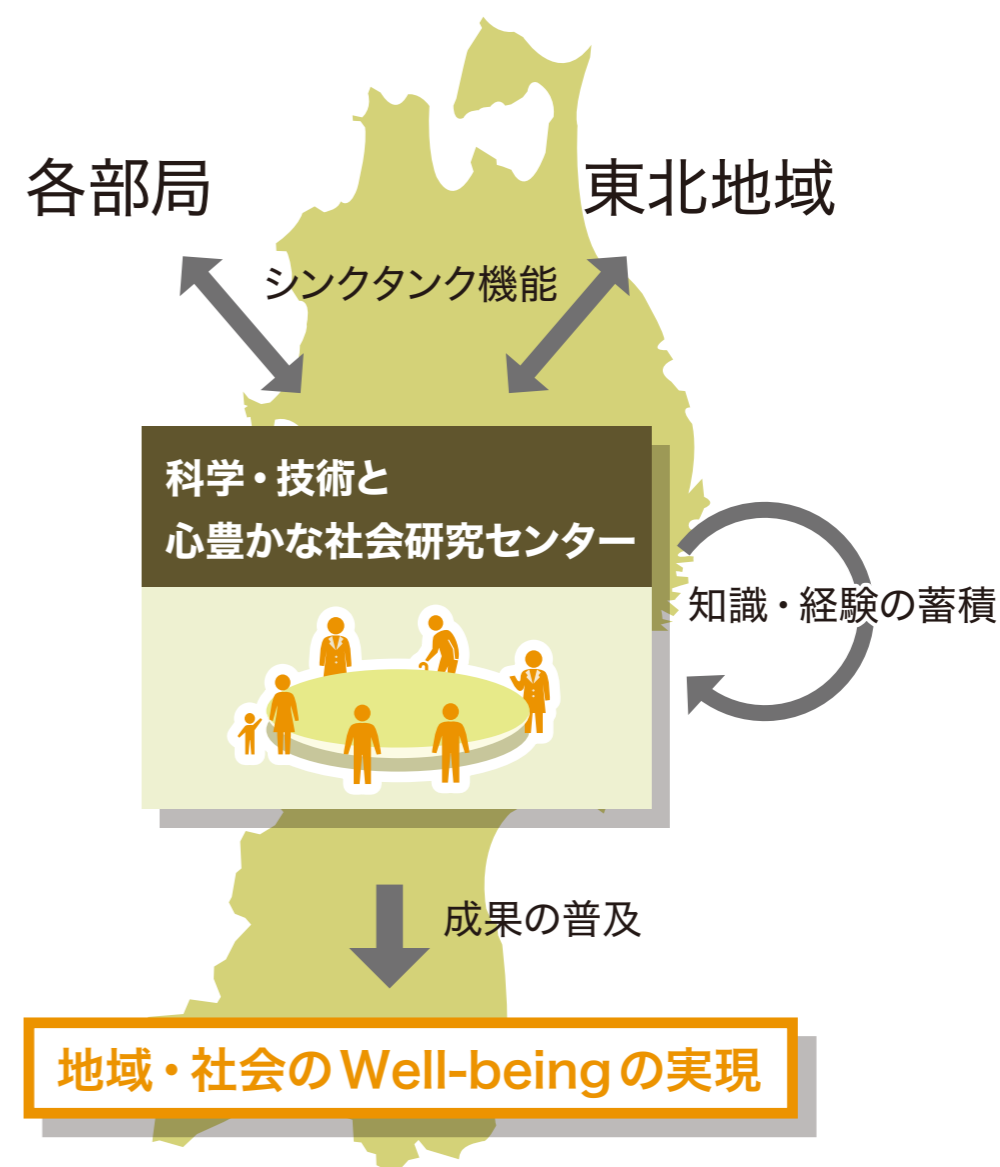 各部局
東北地域
シンクタンク機能
科学・技術と
心豊かな社会研究センター
知識・経験の蓄積
成果の普及
地域・社会のWell-beingの実現